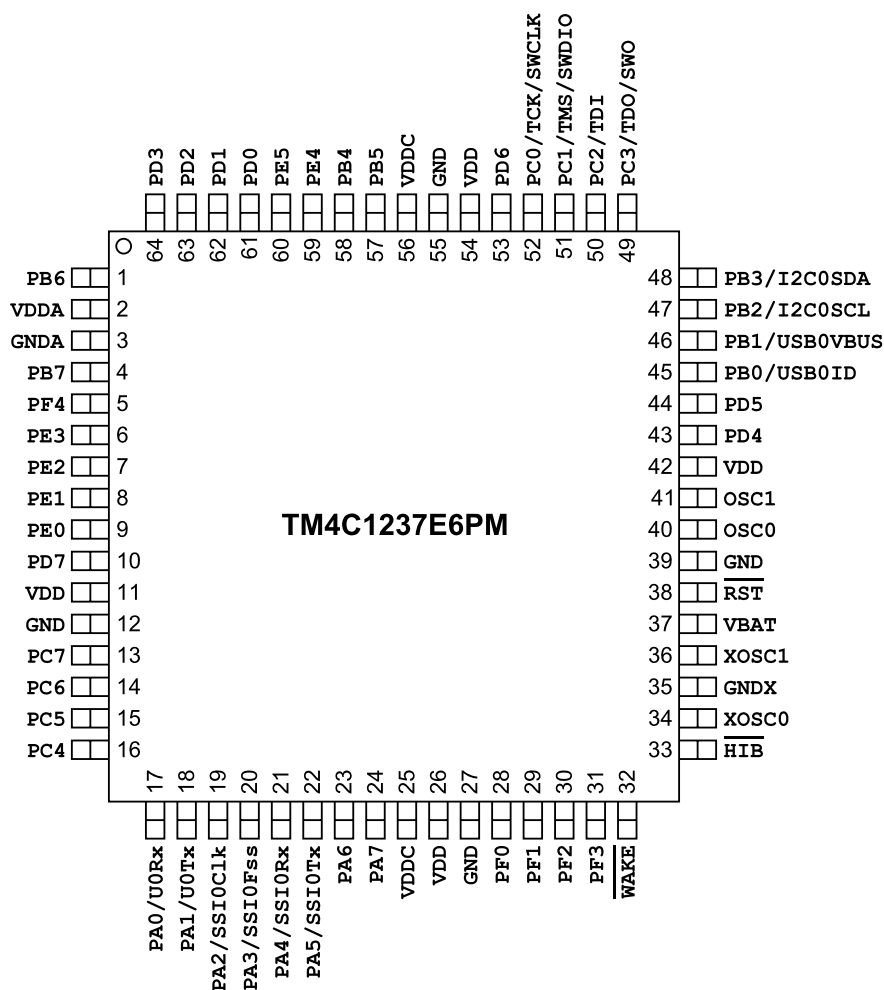 PC0/TCK/SWCLK
PC1/TMS/SWDIO
PC2/TDI
PC3/TDO/SWO
PD3
PD2
PD1
PD0
PE5
PE4
PB4
PB5
VDDC
GND
VDD
PD6
64
63
62
61
60
59
58
57
56
55
54
53
52
51
50
49
PB6 1
VDDA 2
GNDA 3
PB7 4
PF4 5
PE3 6
PE2 7
PE1 8
PE0 9
PD7 10
VDD 11
GND 12
PC7 13
PC6 14
PC5 15
PC4 16
TM4C1237E6PM
48 PB3/I2C0SDA
47 PB2/I2C0SCL
46 PB1/USB0VBUS
45 PB0/USB0ID
44 PD5
43 PD4
42 VDD
41 OSC1
40 OSC0
39 GND
38 RST
37 VBAT
36 XOSC1
35 GNDX
34 XOSC0
33 HIB
17
18
19
20
21
22
23
24
25
26
27
28
29
30
31
32
PA0/U0Rx
PA1/U0Tx
PA2/SSI0Clk
PA3/SSI0Fss
PA4/SSI0Rx
PA5/SSI0Tx
PA6
PA7
VDDC
VDD
GND
PF0
PF1
PF2
PF3
WAKE